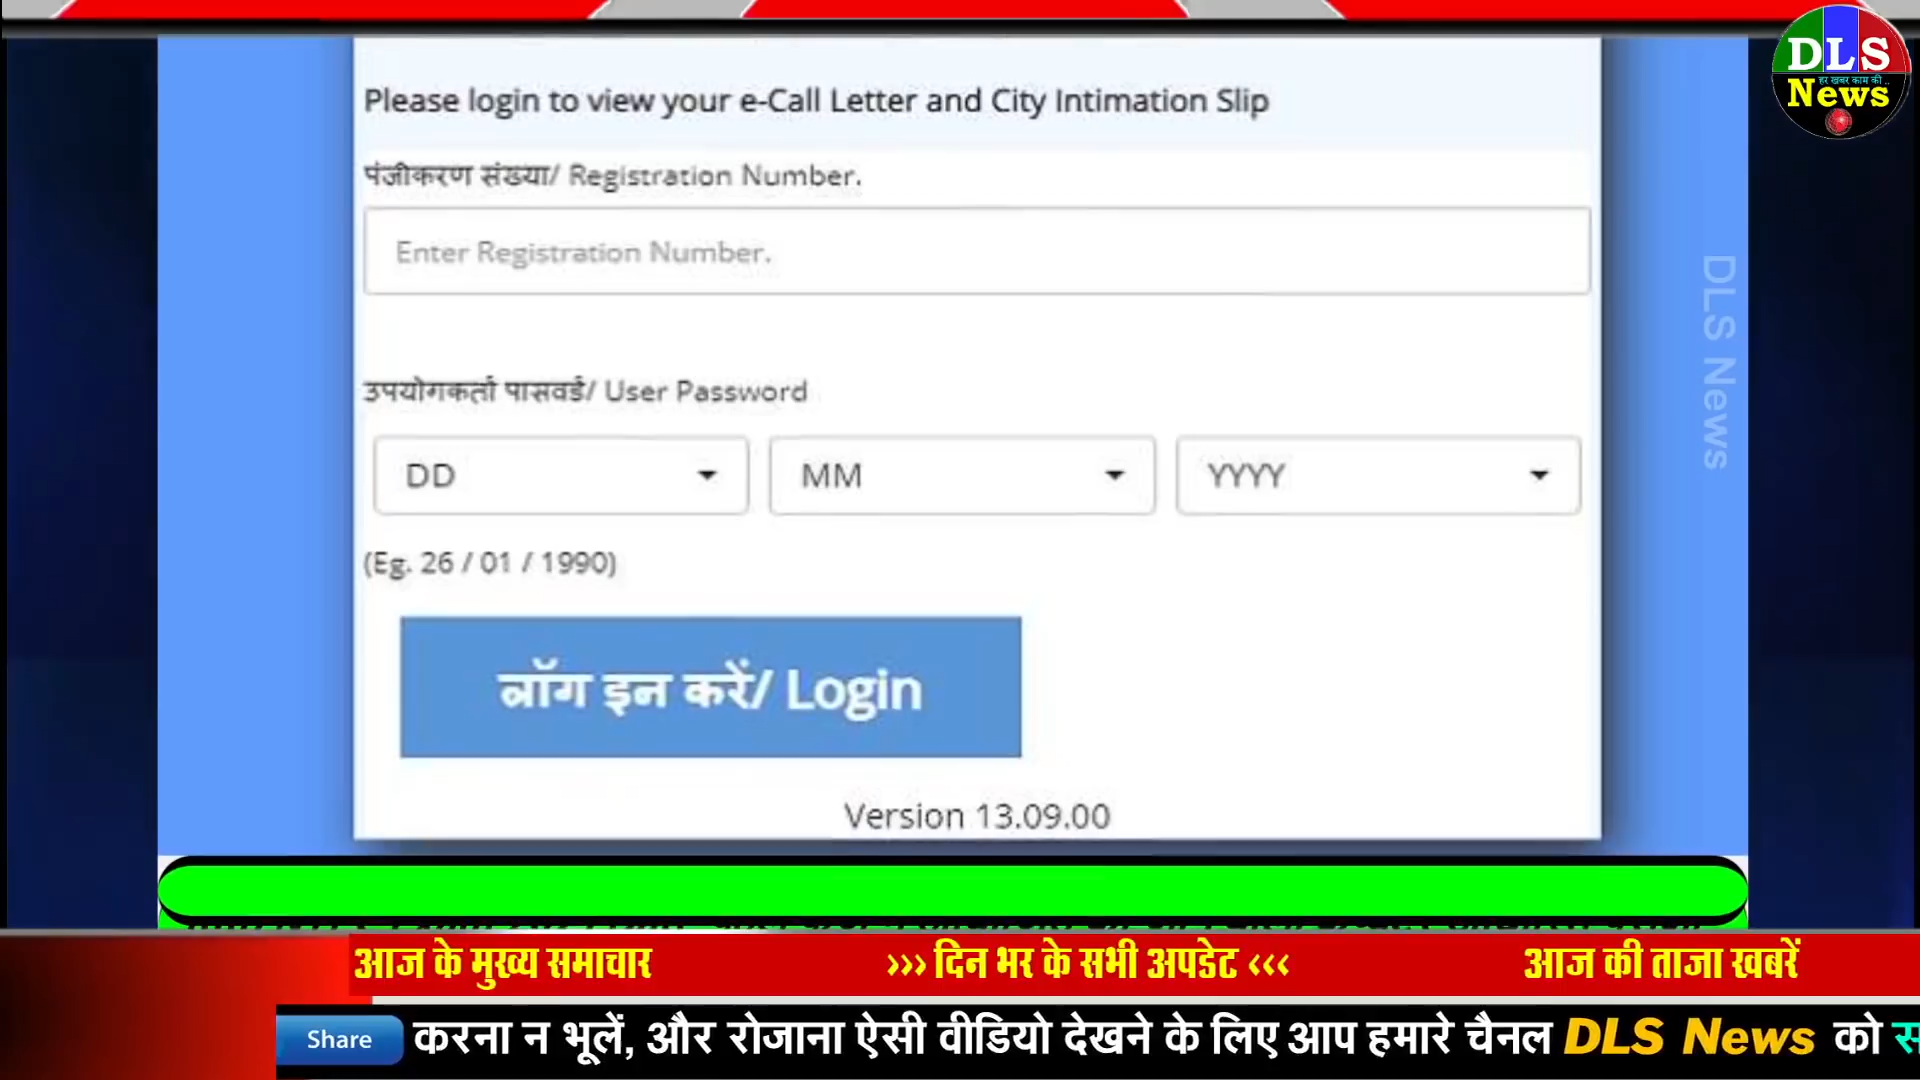 DLS
हर खबर काम की..
News
Please login to view your e-Call Letter and City Intimation Slip
पंजीकरण संख्या/ Registration Number.
Enter Registration Number.
उपयोगकर्ता पासवर्ड/ User Password
DD MM YYYY
(Eg. 26 / 01 / 1990)
लॉग इन करें/ Login
Version 13.09.00
DLS News
आज के मुख्य समाचार >>> दिन भर के सभी अपडेट <<< आज की ताजा खबरें
Share करना न भूलें, और रोजाना ऐसी वीडियो देखने के लिए आप हमारे चैनल DLS News को